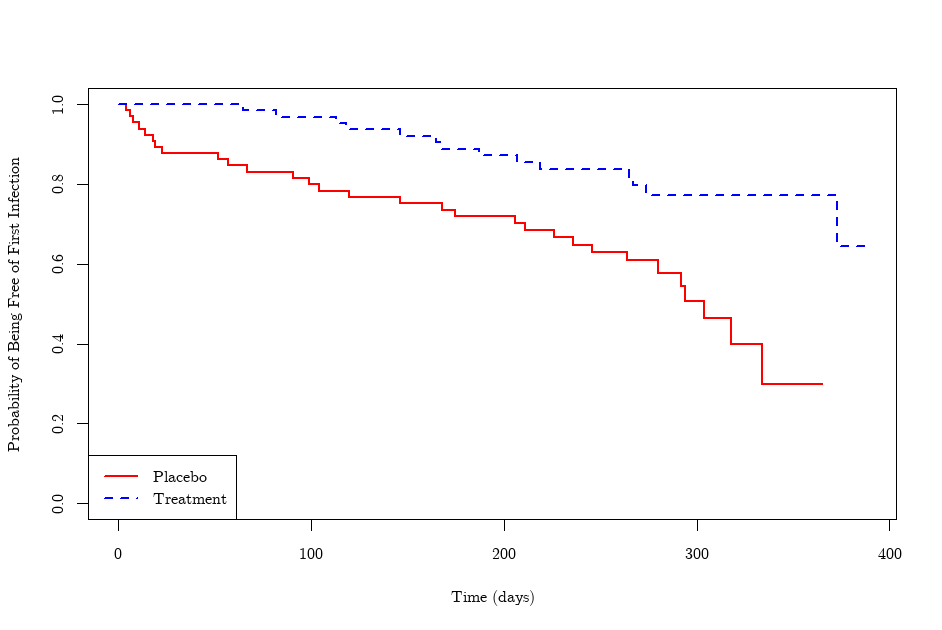 Probability of Being Free of First Infection
1.0
0.8
0.6
0.4
0.2
0.0
Placebo
Treatment
0 100 200 300 400
Time (days)